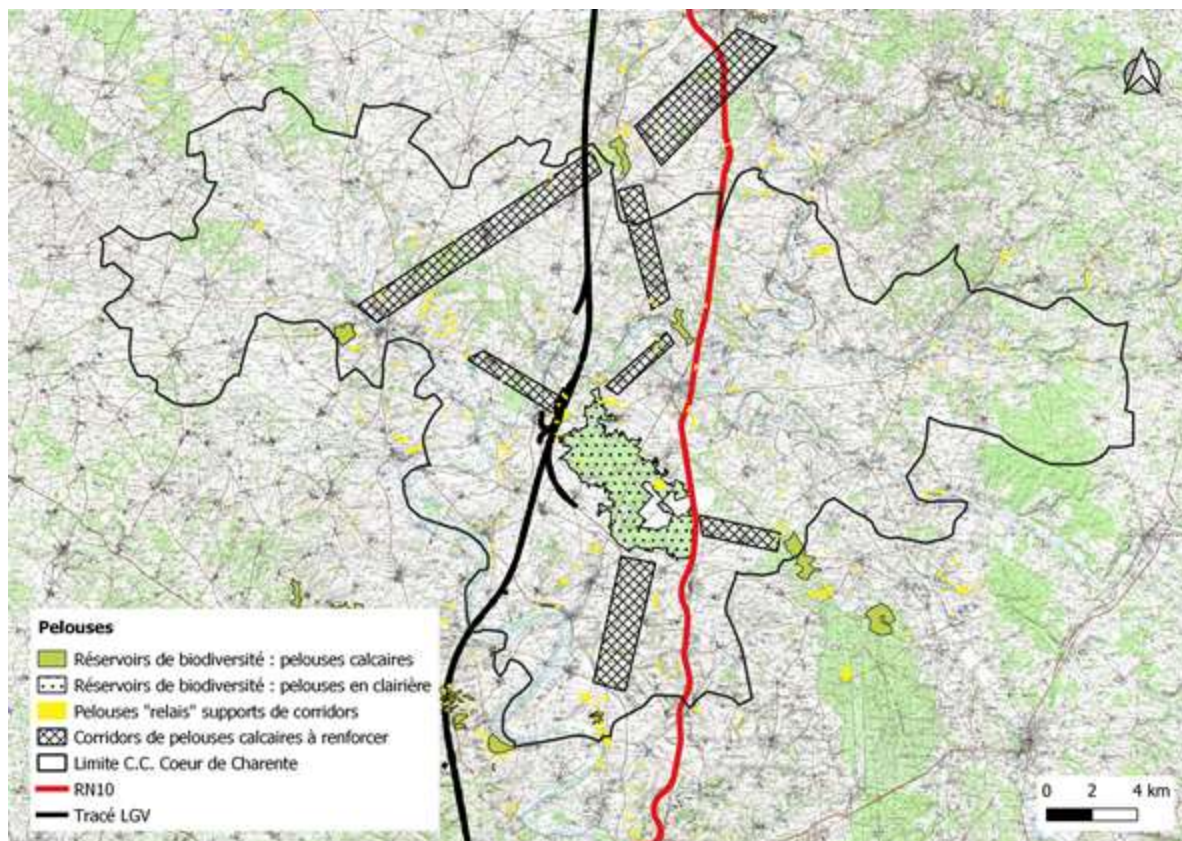 Pelouses
Réservoirs de biodiversité : pelouses calcaires
Réservoirs de biodiversité : pelouses en clairière
Pelouses "relais" supports de corridors
Corridors de pelouses calcaires à renforcer
Limite C.C. Coeur de Charente
RN10
Tracé LGV
0 2 4 km